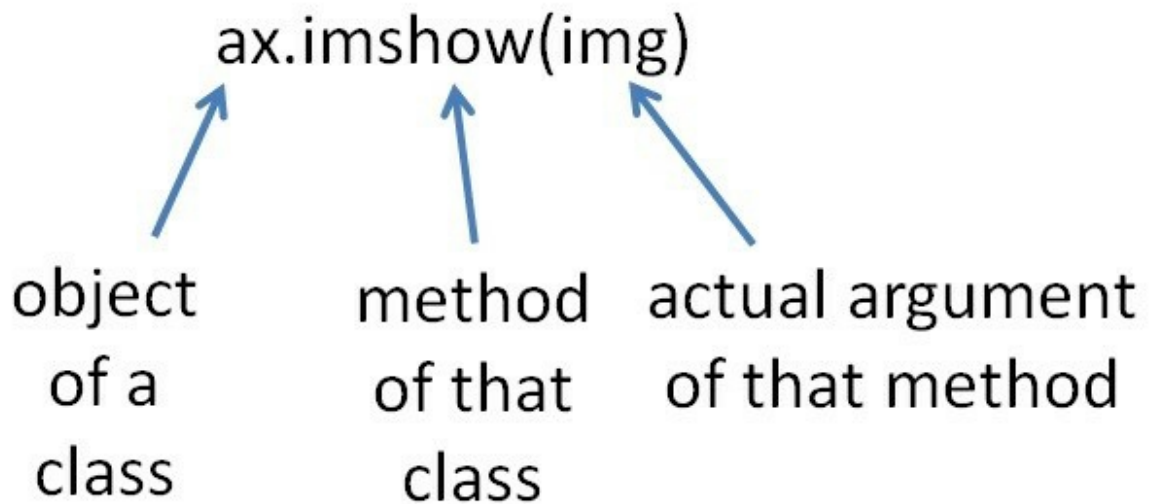 ax.imshow(img)
object
of a
class
method
of that
class
actual argument
of that method